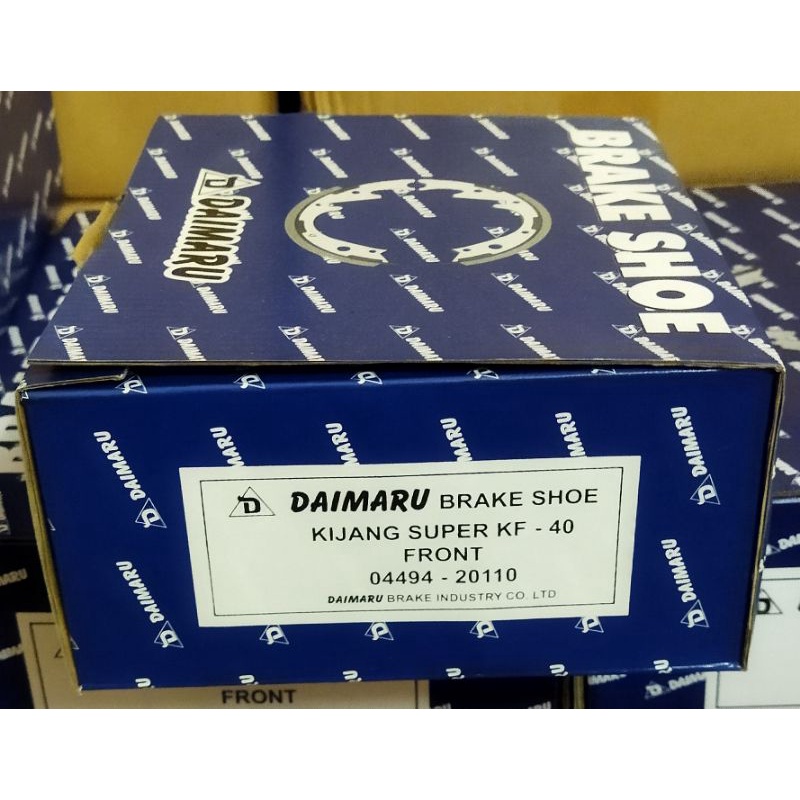 BRAKE SHOE
DAIMARU
DAIMARU BRAKE SHOE
KIJANG SUPER KF - 40
FRONT
04494 - 20110
DAIMARU BRAKE INDUSTRY CO. LTD
FRONT